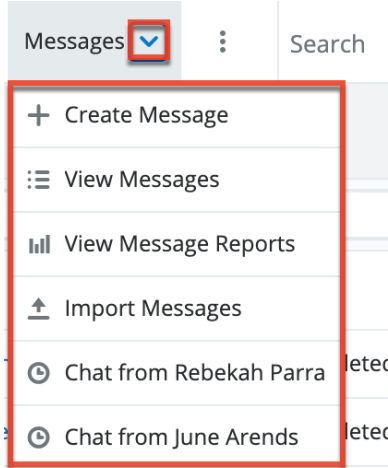 Messages
Search
Create Message
View Messages
View Message Reports
Import Messages
Chat from Rebekah Parra
Chat from June Arends